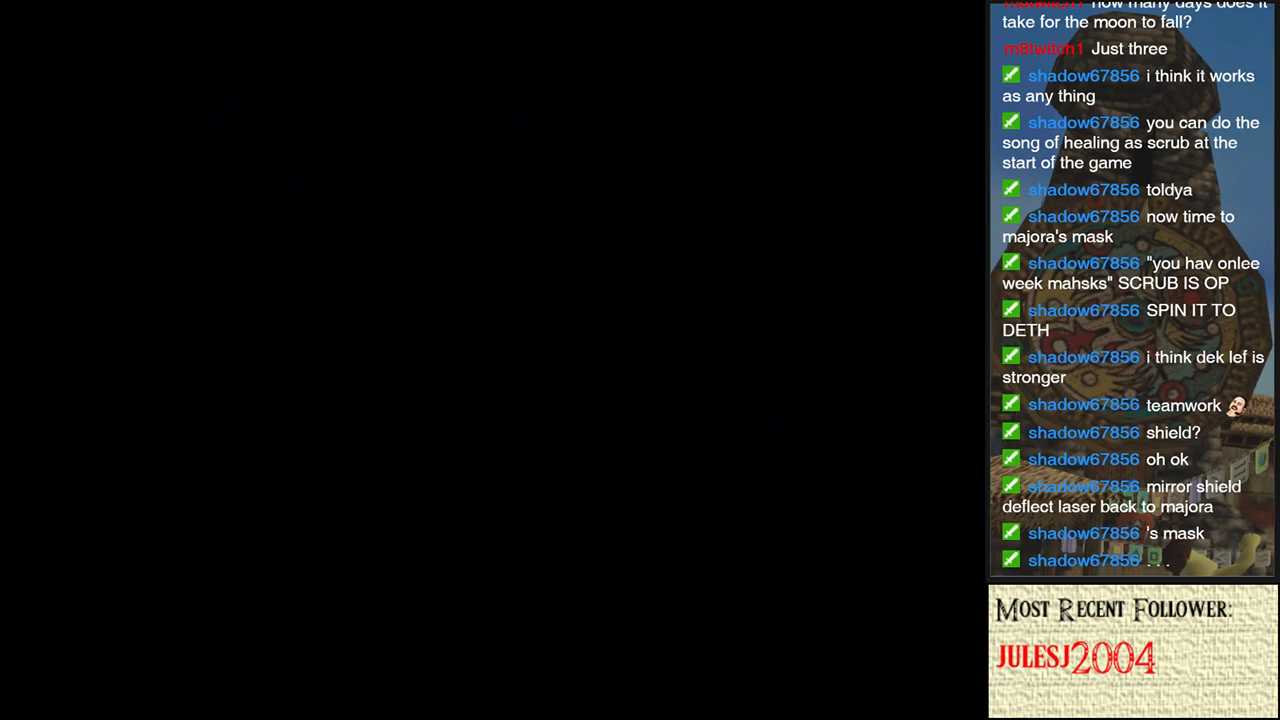 m8twitch1 how many days does it
take for the moon to fall?
m8twitch1 Just three
shadow67856 i think it works
as any thing
shadow67856 you can do the
song of healing as scrub at the
start of the game
shadow67856 toldya
shadow67856 now time to
majora's mask
shadow67856 "you hav onlee
week mahsks" SCRUB IS OP
shadow67856 SPIN IT TO
DETH
shadow67856 i think dek lef is
stronger
shadow67856 teamwork
shadow67856 shield?
shadow67856 oh ok
shadow67856 mirror shield
deflect laser back to majora
shadow67856 's mask
shadow67856 . . .
Most Recent Follower:
julesj2004